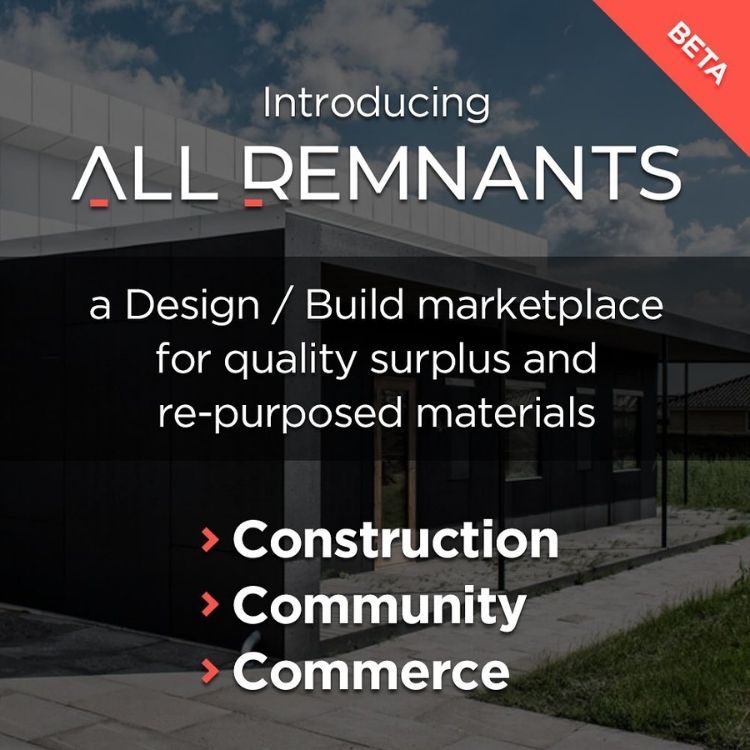 BETA
Introducing
ALL REMNANTS
a Design / Build marketplace
for quality surplus and
re-purposed materials
Construction
Community
Commerce